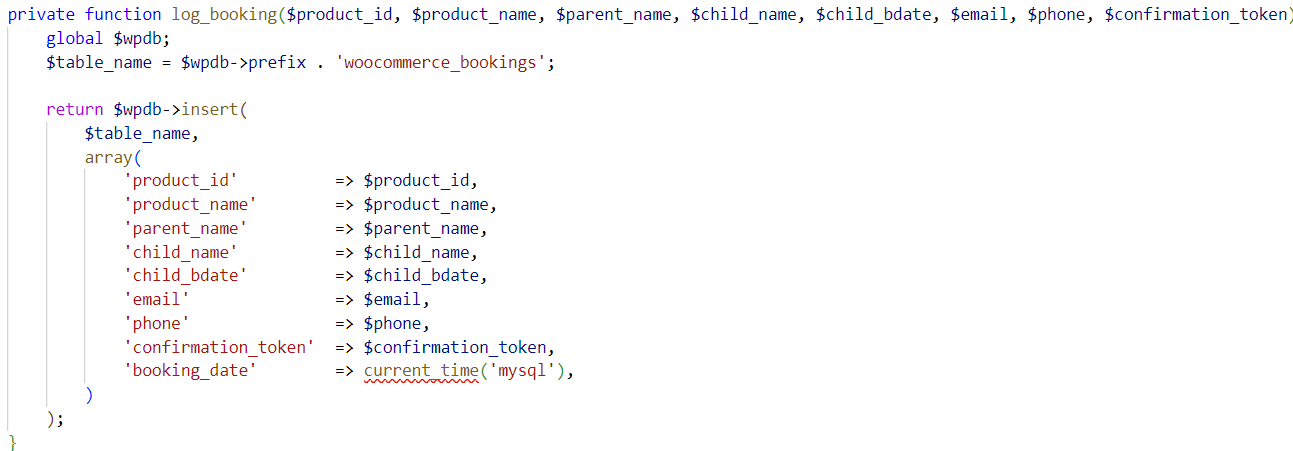 private function log_booking($product_id, $product_name, $parent_name, $child_name, $child_bdate, $email, $phone, $confirmation_token)
global $wpdb;
$table_name = $wpdb->prefix . 'woocommerce_bookings';
return $wpdb->insert(
$table_name,
array(
'product_id' => $product_id,
'product_name' => $product_name,
'parent_name' => $parent_name,
'child_name' => $child_name,
'child_bdate' => $child_bdate,
'email' => $email,
'phone' => $phone,
'confirmation_token' => $confirmation_token,
'booking_date' => current_time('mysql'),
)
);
}